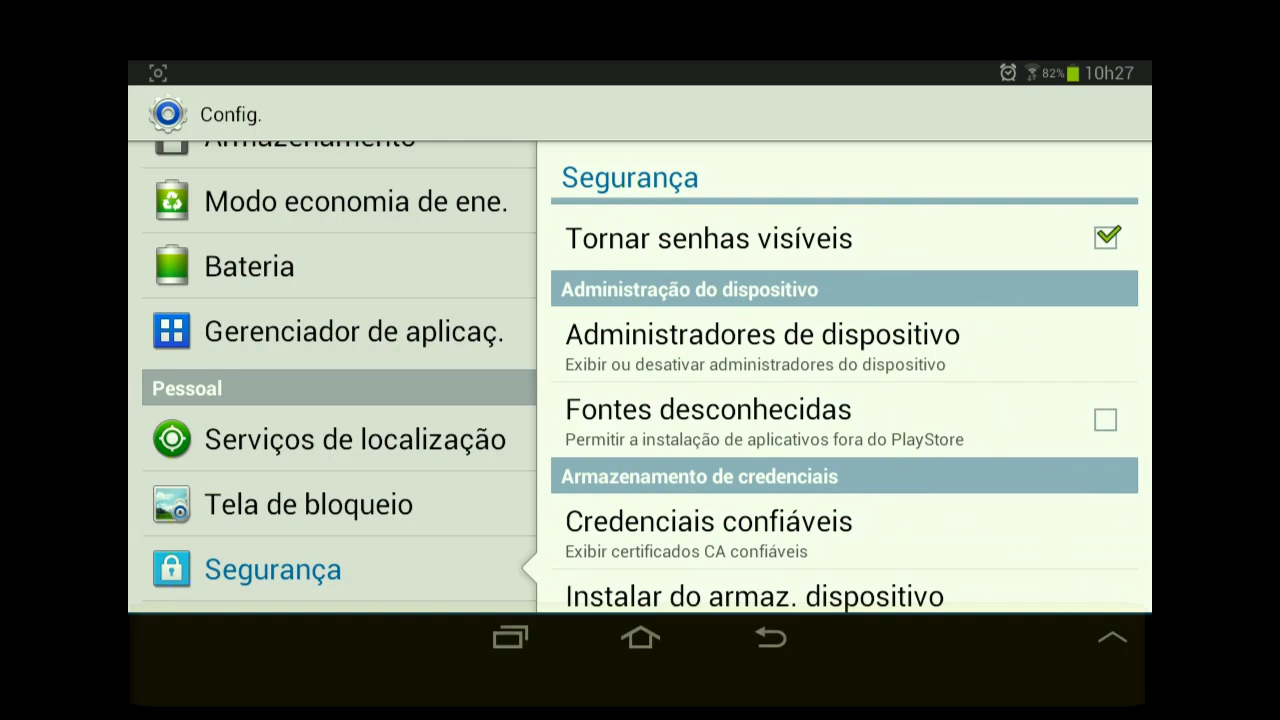 82%
10h27
Config.
Armazenamento
Modo economia de ene.
Bateria
Gerenciador de aplicaç.
Pessoal
Serviços de localização
Tela de bloqueio
Segurança
Segurança
Tornar senhas visíveis
Administração do dispositivo
Administradores de dispositivo
Exibir ou desativar administradores do dispositivo
Fontes desconhecidas
Permitir a instalação de aplicativos fora do PlayStore
Armazenamento de credenciais
Credenciais confiáveis
Exibir certificados CA confiáveis
Instalar do armaz. dispositivo